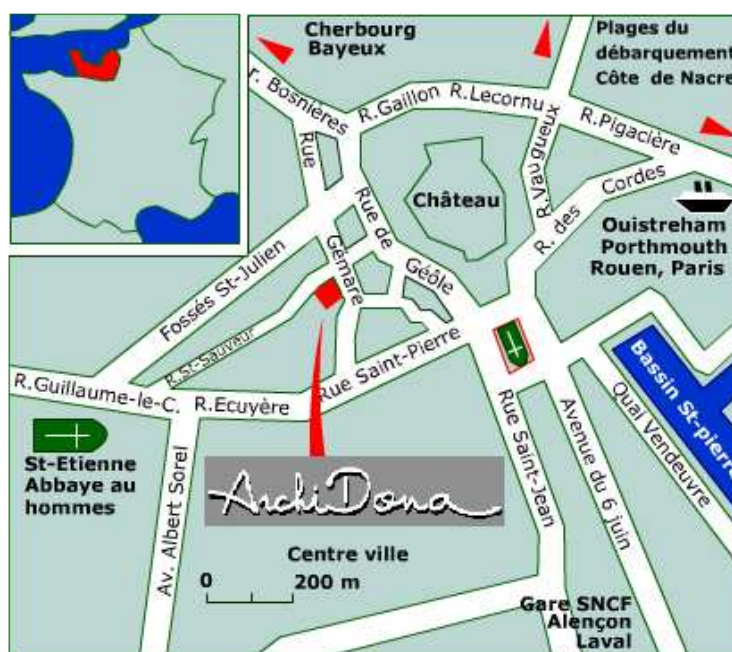 Cherbourg
Bayeux
Plages du
débarquement
Côte de Nacre
r. Bosnieres
R.Gaillon
R.Lecornu
R.Pigacière
R.Vaugueux
Rue
Gémare
Rue de
Géôle
Château
R. des
Cordes
Ouistreham
Porthmouth
Rouen, Paris
Fossés St-Julien
R.St-Sauveur
R.Guillaume-le-C.
R.Ecuyère
Rue Saint-Pierre
Bassin St-pierre
Quai Vendeuvre
Avenue du 6 juin
Rue Saint-Jean
St-Etienne
Abbaye au
hommes
Av. Albert Sorel
ArchiDona
Centre ville
0
200 m
Gare SNCF
Alençon
Laval